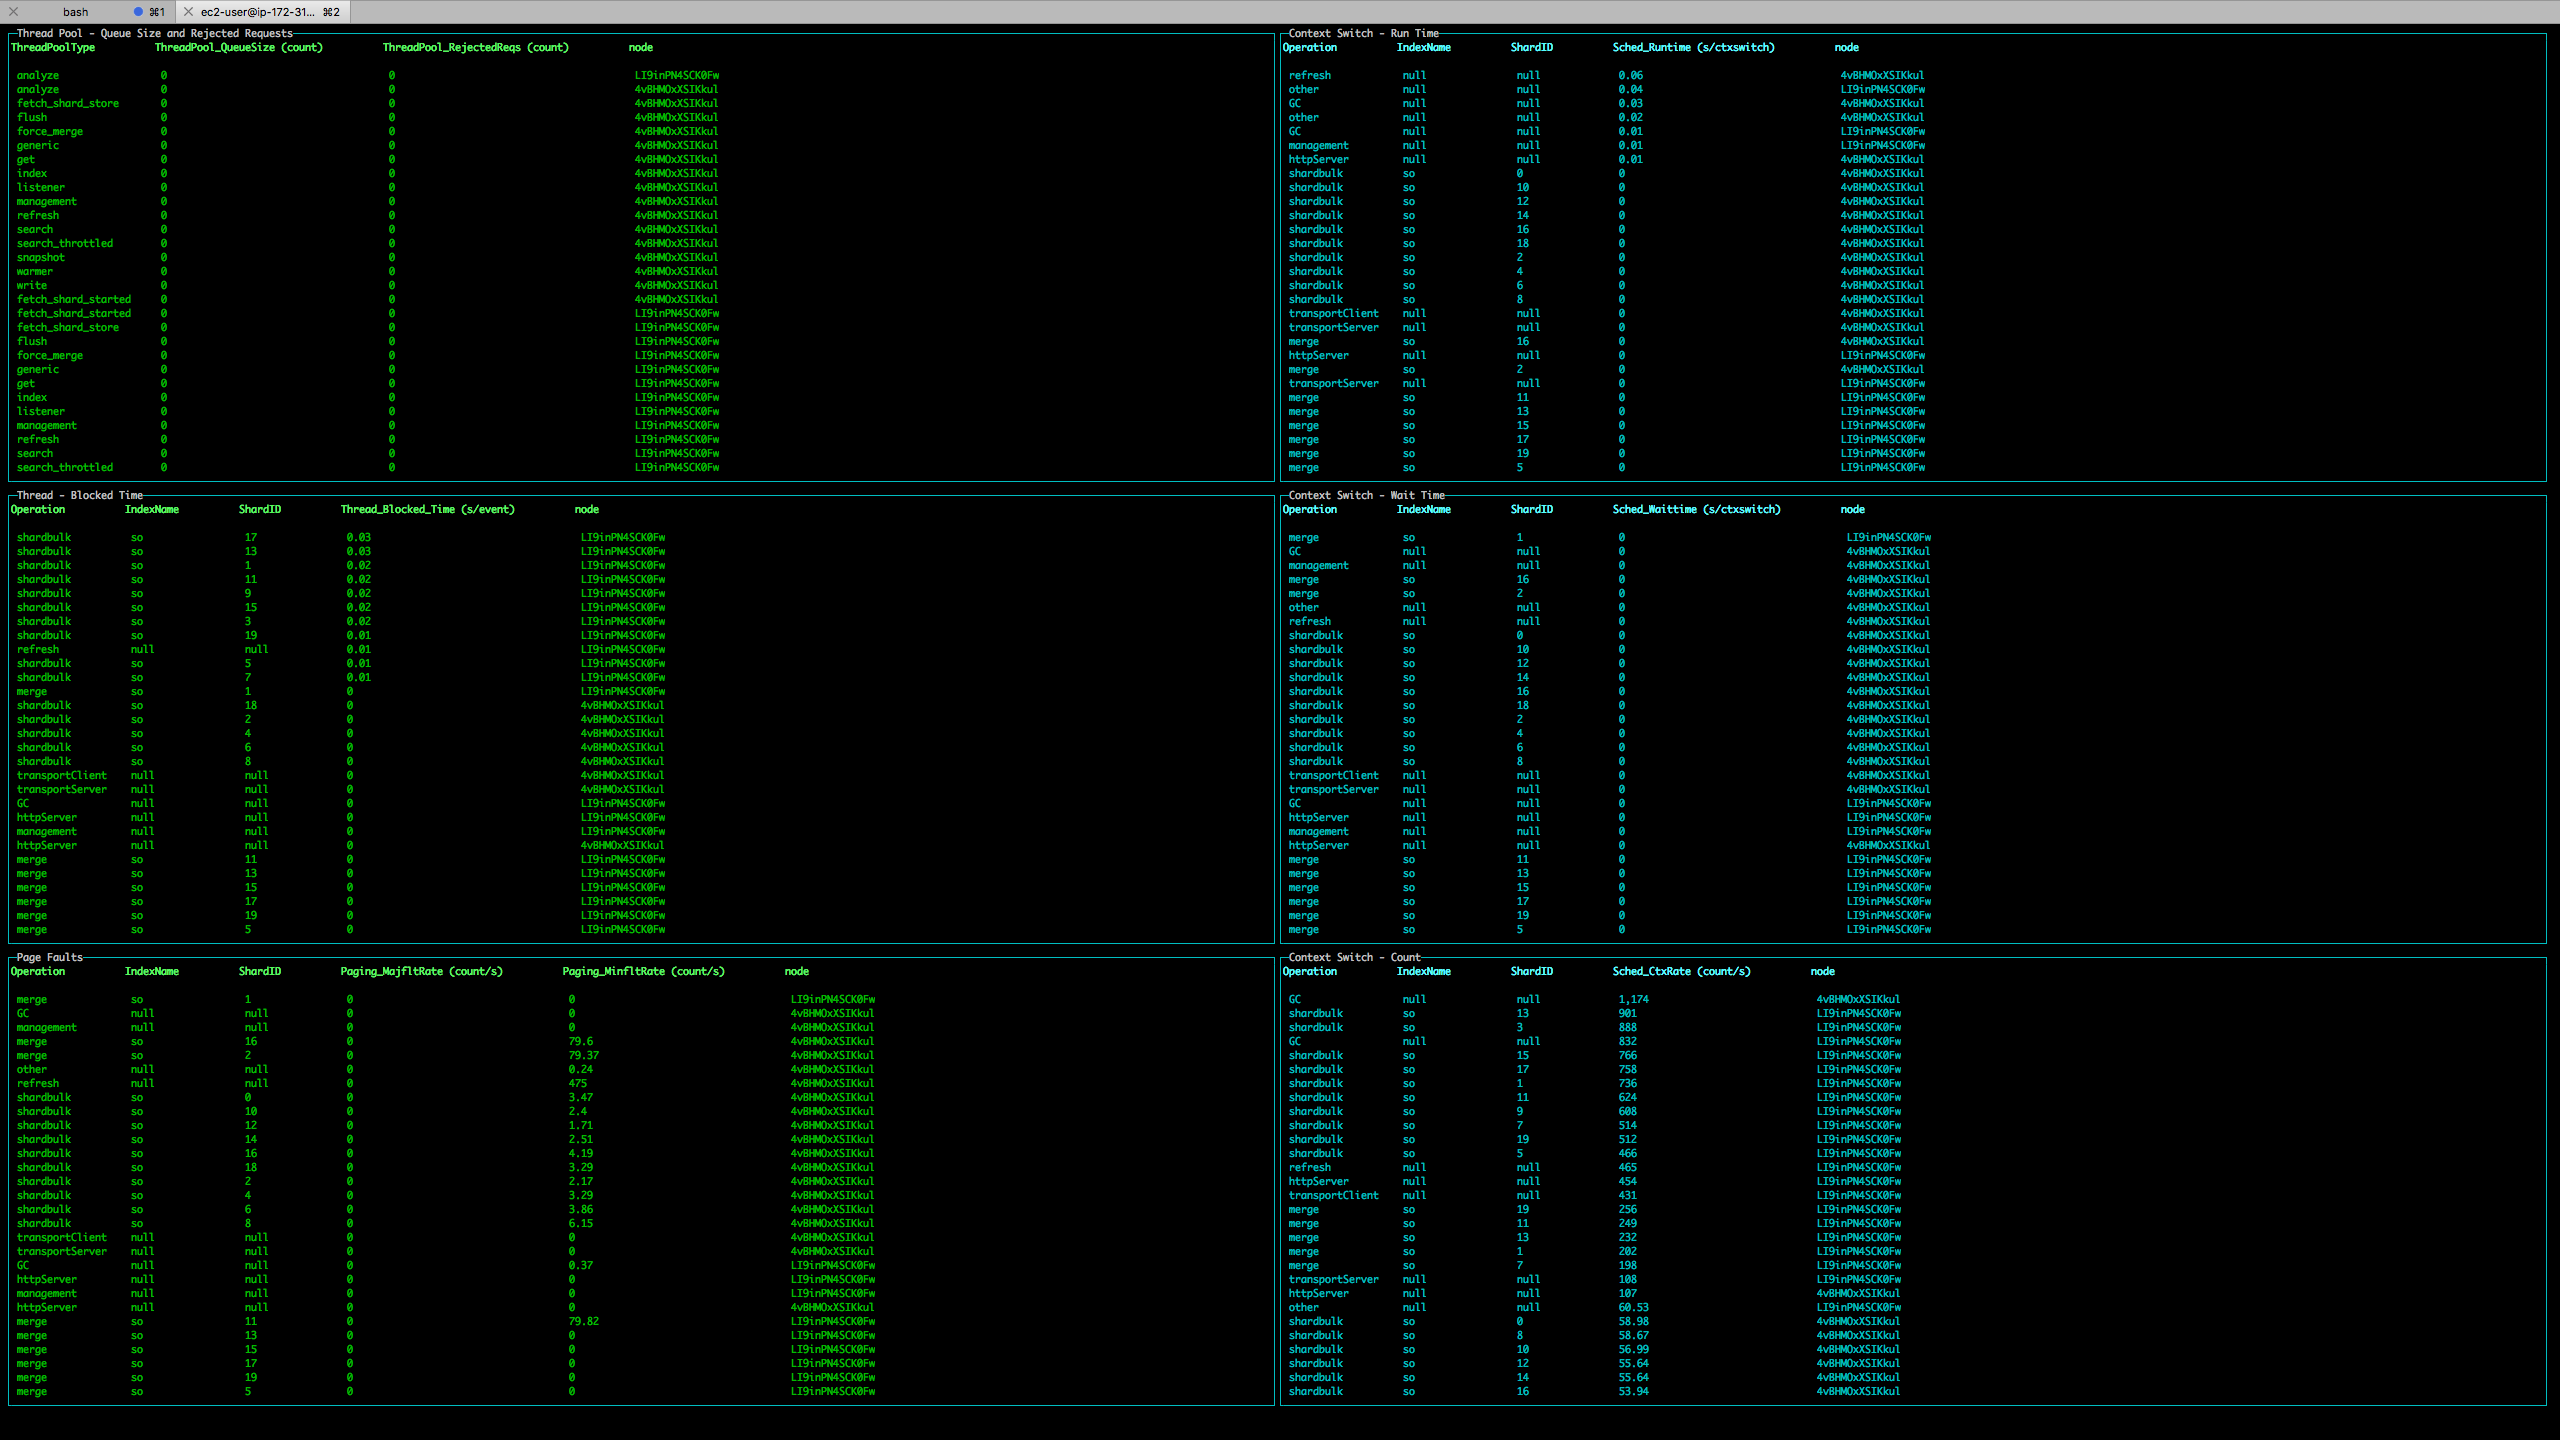 bash ⌘1 ec2-user@ip-172-31... ⌘2
Thread Pool - Queue Size and Rejected Requests
ThreadPoolType ThreadPool_QueueSize (count) ThreadPool_RejectedReqs (count) node
analyze 0 0 LI9inPN4SCK0Fw
analyze 0 0 4vBHMOxXSIKkul
fetch_shard_store 0 0 4vBHMOxXSIKkul
flush 0 0 4vBHMOxXSIKkul
force_merge 0 0 4vBHMOxXSIKkul
generic 0 0 4vBHMOxXSIKkul
get 0 0 4vBHMOxXSIKkul
index 0 0 4vBHMOxXSIKkul
listener 0 0 4vBHMOxXSIKkul
management 0 0 4vBHMOxXSIKkul
refresh 0 0 4vBHMOxXSIKkul
search 0 0 4vBHMOxXSIKkul
search_throttled 0 0 4vBHMOxXSIKkul
snapshot 0 0 4vBHMOxXSIKkul
warmer 0 0 4vBHMOxXSIKkul
write 0 0 4vBHMOxXSIKkul
fetch_shard_started 0 0 4vBHMOxXSIKkul
fetch_shard_started 0 0 LI9inPN4SCK0Fw
fetch_shard_store 0 0 LI9inPN4SCK0Fw
flush 0 0 LI9inPN4SCK0Fw
force_merge 0 0 LI9inPN4SCK0Fw
generic 0 0 LI9inPN4SCK0Fw
get 0 0 LI9inPN4SCK0Fw
index 0 0 LI9inPN4SCK0Fw
listener 0 0 LI9inPN4SCK0Fw
management 0 0 LI9inPN4SCK0Fw
refresh 0 0 LI9inPN4SCK0Fw
search 0 0 LI9inPN4SCK0Fw
search_throttled 0 0 LI9inPN4SCK0Fw
Context Switch - Run Time
Operation IndexName ShardID Sched_Runtime (s/ctxswitch) node
refresh null null 0.06 4vBHMOxXSIKkul
other null null 0.04 LI9inPN4SCK0Fw
GC null null 0.03 4vBHMOxXSIKkul
other null null 0.02 4vBHMOxXSIKkul
GC null null 0.01 LI9inPN4SCK0Fw
management null null 0.01 LI9inPN4SCK0Fw
httpServer null null 0.01 4vBHMOxXSIKkul
shardbulk so 0 0 4vBHMOxXSIKkul
shardbulk so 10 0 4vBHMOxXSIKkul
shardbulk so 12 0 4vBHMOxXSIKkul
shardbulk so 14 0 4vBHMOxXSIKkul
shardbulk so 16 0 4vBHMOxXSIKkul
shardbulk so 18 0 4vBHMOxXSIKkul
shardbulk so 2 0 4vBHMOxXSIKkul
shardbulk so 4 0 4vBHMOxXSIKkul
shardbulk so 6 0 4vBHMOxXSIKkul
shardbulk so 8 0 4vBHMOxXSIKkul
transportClient null null 0 4vBHMOxXSIKkul
transportServer null null 0 4vBHMOxXSIKkul
merge so 16 0 4vBHMOxXSIKkul
httpServer null null 0 LI9inPN4SCK0Fw
merge so 2 0 4vBHMOxXSIKkul
transportServer null null 0 LI9inPN4SCK0Fw
merge so 11 0 LI9inPN4SCK0Fw
merge so 13 0 LI9inPN4SCK0Fw
merge so 15 0 LI9inPN4SCK0Fw
merge so 17 0 LI9inPN4SCK0Fw
merge so 19 0 LI9inPN4SCK0Fw
merge so 5 0 LI9inPN4SCK0Fw
Thread - Blocked Time
Operation IndexName ShardID Thread_Blocked_Time (s/event) node
shardbulk so 17 0.03 LI9inPN4SCK0Fw
shardbulk so 13 0.03 LI9inPN4SCK0Fw
shardbulk so 1 0.02 LI9inPN4SCK0Fw
shardbulk so 11 0.02 LI9inPN4SCK0Fw
shardbulk so 9 0.02 LI9inPN4SCK0Fw
shardbulk so 15 0.02 LI9inPN4SCK0Fw
shardbulk so 3 0.02 LI9inPN4SCK0Fw
shardbulk so 19 0.01 LI9inPN4SCK0Fw
refresh null null 0.01 LI9inPN4SCK0Fw
shardbulk so 5 0.01 LI9inPN4SCK0Fw
shardbulk so 7 0.01 LI9inPN4SCK0Fw
merge so 1 0 LI9inPN4SCK0Fw
shardbulk so 18 0 4vBHMOxXSIKkul
shardbulk so 2 0 4vBHMOxXSIKkul
shardbulk so 4 0 4vBHMOxXSIKkul
shardbulk so 6 0 4vBHMOxXSIKkul
shardbulk so 8 0 4vBHMOxXSIKkul
transportClient null null 0 4vBHMOxXSIKkul
transportServer null null 0 4vBHMOxXSIKkul
GC null null 0 LI9inPN4SCK0Fw
httpServer null null 0 LI9inPN4SCK0Fw
management null null 0 LI9inPN4SCK0Fw
httpServer null null 0 4vBHMOxXSIKkul
merge so 11 0 LI9inPN4SCK0Fw
merge so 13 0 LI9inPN4SCK0Fw
merge so 15 0 LI9inPN4SCK0Fw
merge so 17 0 LI9inPN4SCK0Fw
merge so 19 0 LI9inPN4SCK0Fw
merge so 5 0 LI9inPN4SCK0Fw
Context Switch - Wait Time
Operation IndexName ShardID Sched_Waittime (s/ctxswitch) node
merge so 1 0 LI9inPN4SCK0Fw
GC null null 0 4vBHMOxXSIKkul
management null null 0 4vBHMOxXSIKkul
merge so 16 0 4vBHMOxXSIKkul
merge so 2 0 4vBHMOxXSIKkul
other null null 0 4vBHMOxXSIKkul
refresh null null 0 4vBHMOxXSIKkul
shardbulk so 0 0 4vBHMOxXSIKkul
shardbulk so 10 0 4vBHMOxXSIKkul
shardbulk so 12 0 4vBHMOxXSIKkul
shardbulk so 14 0 4vBHMOxXSIKkul
shardbulk so 16 0 4vBHMOxXSIKkul
shardbulk so 18 0 4vBHMOxXSIKkul
shardbulk so 2 0 4vBHMOxXSIKkul
shardbulk so 4 0 4vBHMOxXSIKkul
shardbulk so 6 0 4vBHMOxXSIKkul
shardbulk so 8 0 4vBHMOxXSIKkul
transportClient null null 0 4vBHMOxXSIKkul
transportServer null null 0 4vBHMOxXSIKkul
GC null null 0 LI9inPN4SCK0Fw
httpServer null null 0 LI9inPN4SCK0Fw
management null null 0 LI9inPN4SCK0Fw
httpServer null null 0 4vBHMOxXSIKkul
merge so 11 0 LI9inPN4SCK0Fw
merge so 13 0 LI9inPN4SCK0Fw
merge so 15 0 LI9inPN4SCK0Fw
merge so 17 0 LI9inPN4SCK0Fw
merge so 19 0 LI9inPN4SCK0Fw
merge so 5 0 LI9inPN4SCK0Fw
Page Faults
Operation IndexName ShardID Paging_MajfltRate (count/s) Paging_MinfltRate (count/s) node
merge so 1 0 0 LI9inPN4SCK0Fw
GC null null 0 0 4vBHMOxXSIKkul
management null null 0 0 4vBHMOxXSIKkul
merge so 16 0 79.6 4vBHMOxXSIKkul
merge so 2 0 79.37 4vBHMOxXSIKkul
other null null 0 0.24 4vBHMOxXSIKkul
refresh null null 0 475 4vBHMOxXSIKkul
shardbulk so 0 0 3.47 4vBHMOxXSIKkul
shardbulk so 10 0 2.4 4vBHMOxXSIKkul
shardbulk so 12 0 1.71 4vBHMOxXSIKkul
shardbulk so 14 0 2.51 4vBHMOxXSIKkul
shardbulk so 16 0 4.19 4vBHMOxXSIKkul
shardbulk so 18 0 3.29 4vBHMOxXSIKkul
shardbulk so 2 0 2.17 4vBHMOxXSIKkul
shardbulk so 4 0 3.29 4vBHMOxXSIKkul
shardbulk so 6 0 3.86 4vBHMOxXSIKkul
shardbulk so 8 0 6.15 4vBHMOxXSIKkul
transportClient null null 0 0 4vBHMOxXSIKkul
transportServer null null 0 0 4vBHMOxXSIKkul
GC null null 0 0.37 LI9inPN4SCK0Fw
httpServer null null 0 0 LI9inPN4SCK0Fw
management null null 0 0 LI9inPN4SCK0Fw
httpServer null null 0 0 4vBHMOxXSIKkul
merge so 11 0 79.82 LI9inPN4SCK0Fw
merge so 13 0 0 LI9inPN4SCK0Fw
merge so 15 0 0 LI9inPN4SCK0Fw
merge so 17 0 0 LI9inPN4SCK0Fw
merge so 19 0 0 LI9inPN4SCK0Fw
merge so 5 0 0 LI9inPN4SCK0Fw
Context Switch - Count
Operation IndexName ShardID Sched_CtxRate (count/s) node
GC null null 1,174 4vBHMOxXSIKkul
shardbulk so 13 901 LI9inPN4SCK0Fw
shardbulk so 3 888 LI9inPN4SCK0Fw
GC null null 832 LI9inPN4SCK0Fw
shardbulk so 15 766 LI9inPN4SCK0Fw
shardbulk so 17 758 LI9inPN4SCK0Fw
shardbulk so 1 736 LI9inPN4SCK0Fw
shardbulk so 11 624 LI9inPN4SCK0Fw
shardbulk so 9 608 LI9inPN4SCK0Fw
shardbulk so 7 514 LI9inPN4SCK0Fw
shardbulk so 19 512 LI9inPN4SCK0Fw
shardbulk so 5 466 LI9inPN4SCK0Fw
refresh null null 465 LI9inPN4SCK0Fw
httpServer null null 454 LI9inPN4SCK0Fw
transportClient null null 431 LI9inPN4SCK0Fw
merge so 19 256 LI9inPN4SCK0Fw
merge so 11 249 LI9inPN4SCK0Fw
merge so 13 232 LI9inPN4SCK0Fw
merge so 1 202 LI9inPN4SCK0Fw
merge so 7 198 LI9inPN4SCK0Fw
transportServer null null 108 LI9inPN4SCK0Fw
httpServer null null 107 4vBHMOxXSIKkul
other null null 60.53 LI9inPN4SCK0Fw
shardbulk so 0 58.98 4vBHMOxXSIKkul
shardbulk so 8 58.67 4vBHMOxXSIKkul
shardbulk so 10 56.99 4vBHMOxXSIKkul
shardbulk so 12 55.64 4vBHMOxXSIKkul
shardbulk so 14 55.64 4vBHMOxXSIKkul
shardbulk so 16 53.94 4vBHMOxXSIKkul